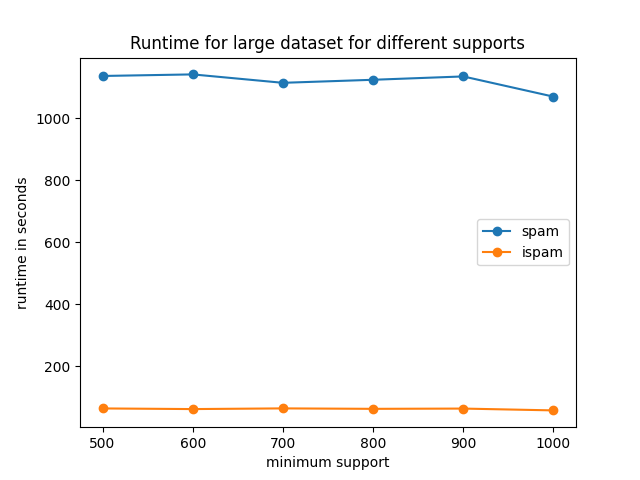 Runtime for large dataset for different supports
1000
800
600
400
200
runtime in seconds
spam
ispam
500 600 700 800 900 1000
minimum support